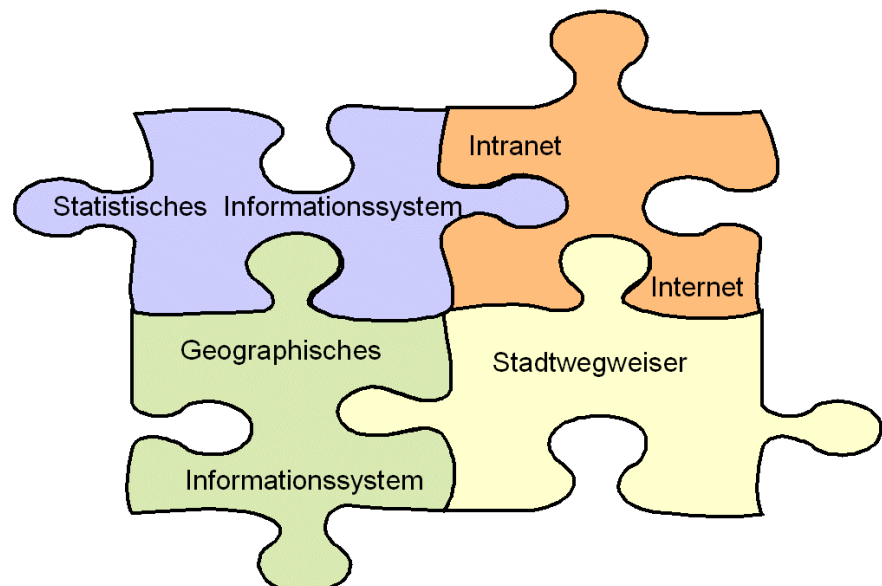 Intranet
Statistisches Informationssystem
Internet
Geographisches
Stadtwegweiser
Informationssystem